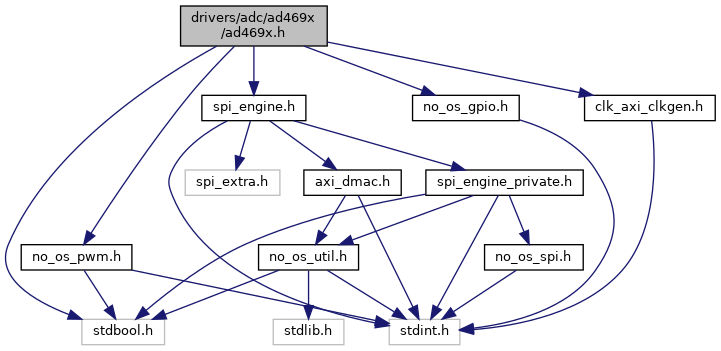 drivers/adc/ad469x
/ad469x.h
spi_engine.h
no_os_gpio.h
clk_axi_clkgen.h
spi_extra.h
axi_dmac.h
spi_engine_private.h
no_os_pwm.h
no_os_util.h
no_os_spi.h
stdbool.h
stdlib.h
stdint.h